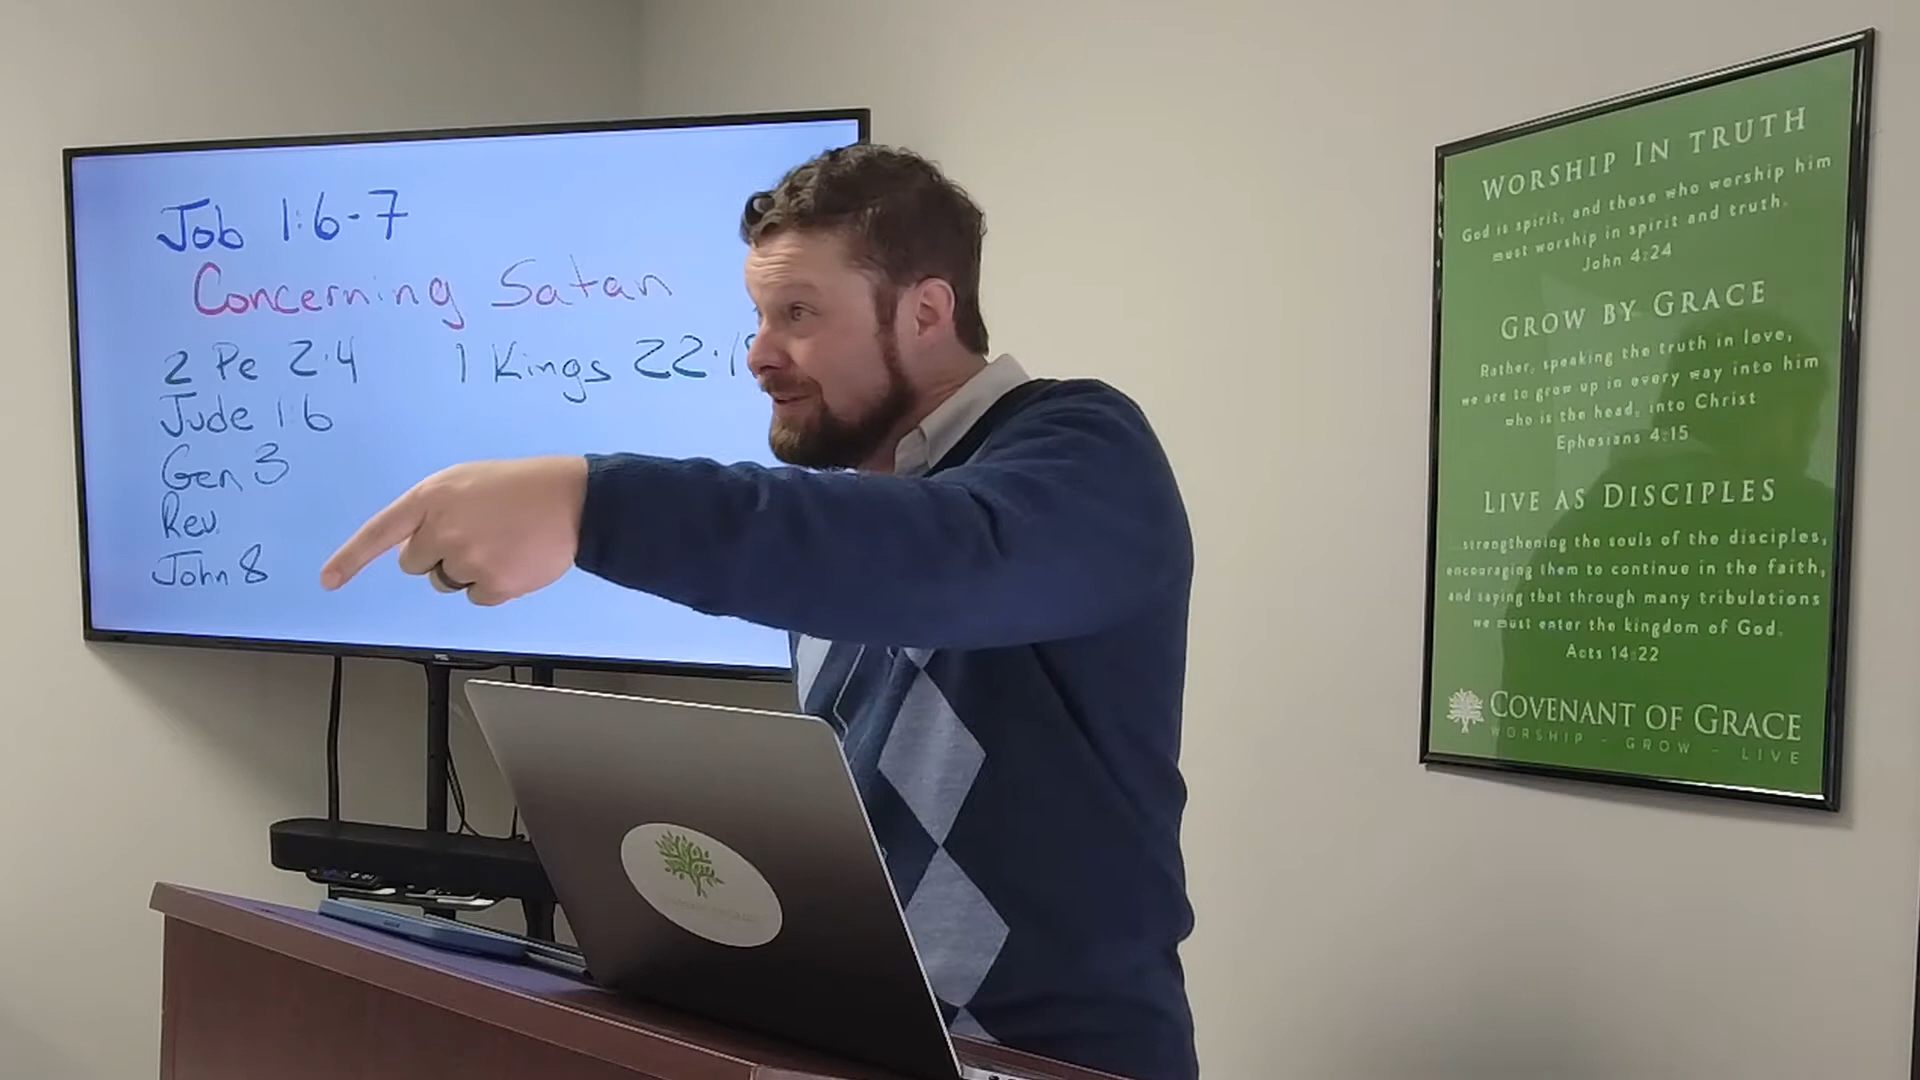 Job 1:6-7
Concerning Satan
2 Pe 2:4
1 Kings 22:19
Jude 1:6
Gen 3
Rev.
John 8
WORSHIP IN TRUTH
God is spirit, and those who worship him
must worship in spirit and truth.
John 4:24
GROW BY GRACE
Rather, speaking the truth in love,
we are to grow up in every way into him
who is the head, into Christ
Ephesians 4:15
LIVE AS DISCIPLES
...strengthening the souls of the disciples,
encouraging them to continue in the faith,
and saying that through many tribulations
we must enter the kingdom of God.
Acts 14:22
COVENANT OF GRACE
WORSHIP - GROW - LIVE